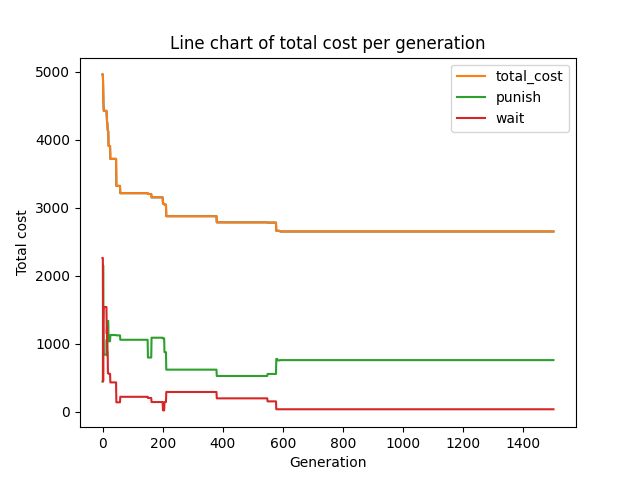 Line chart of total cost per generation
total_cost
punish
wait
Total cost
5000
4000
3000
2000
1000
0
0 200 400 600 800 1000 1200 1400
Generation